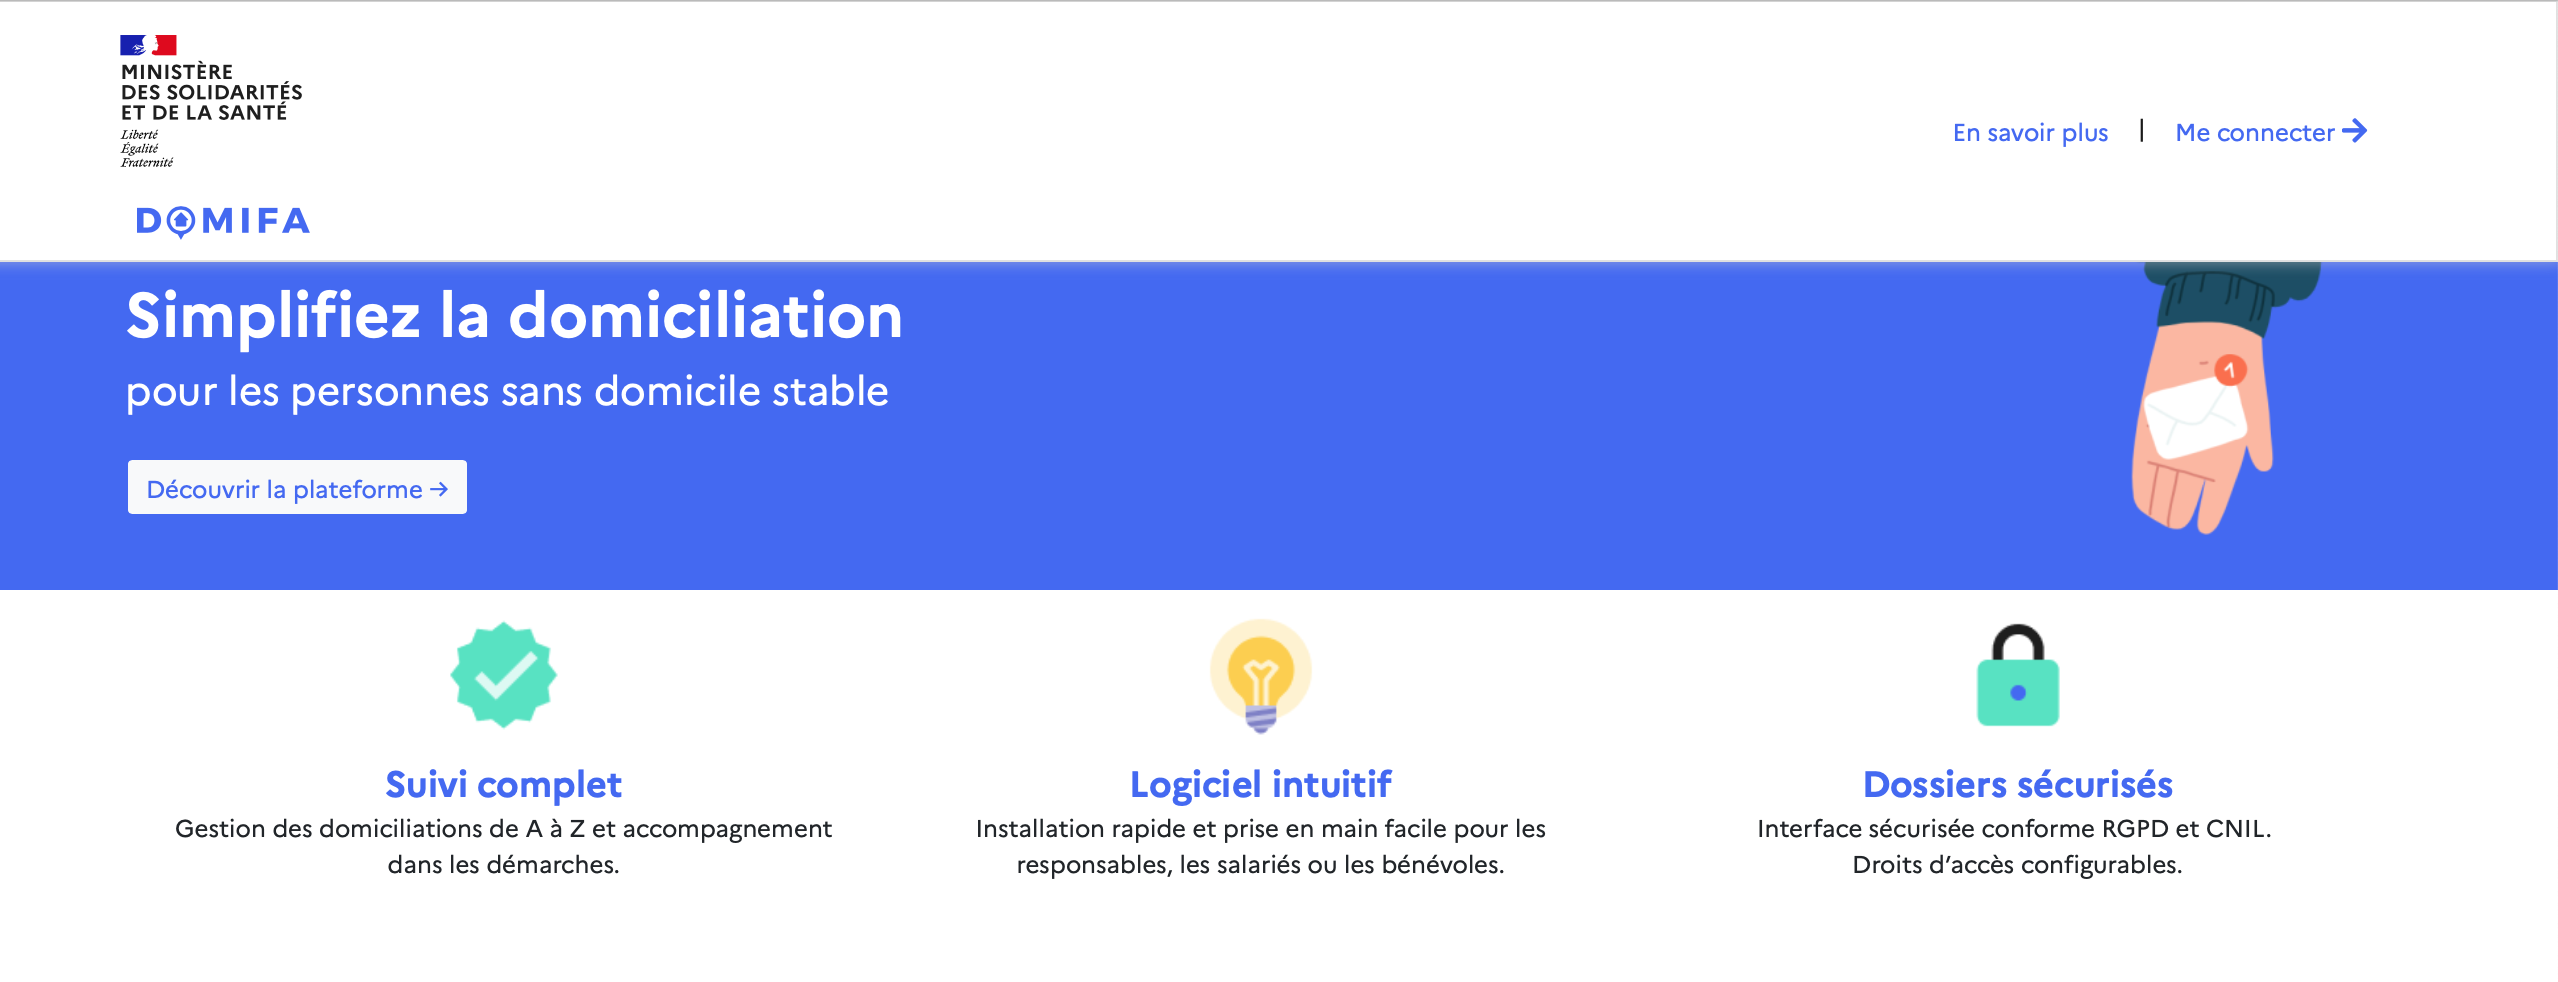 MINISTÈRE
DES SOLIDARITÉS
ET DE LA SANTÉ
Liberté
Égalité
Fraternité
En savoir plus | Me connecter →
DOMIFA
Simplifiez la domiciliation
pour les personnes sans domicile stable
1
Découvrir la plateforme →
Suivi complet
Gestion des domiciliations de A à Z et accompagnement
dans les démarches.
Logiciel intuitif
Installation rapide et prise en main facile pour les
responsables, les salariés ou les bénévoles.
Dossiers sécurisés
Interface sécurisée conforme RGPD et CNIL.
Droits d’accès configurables.